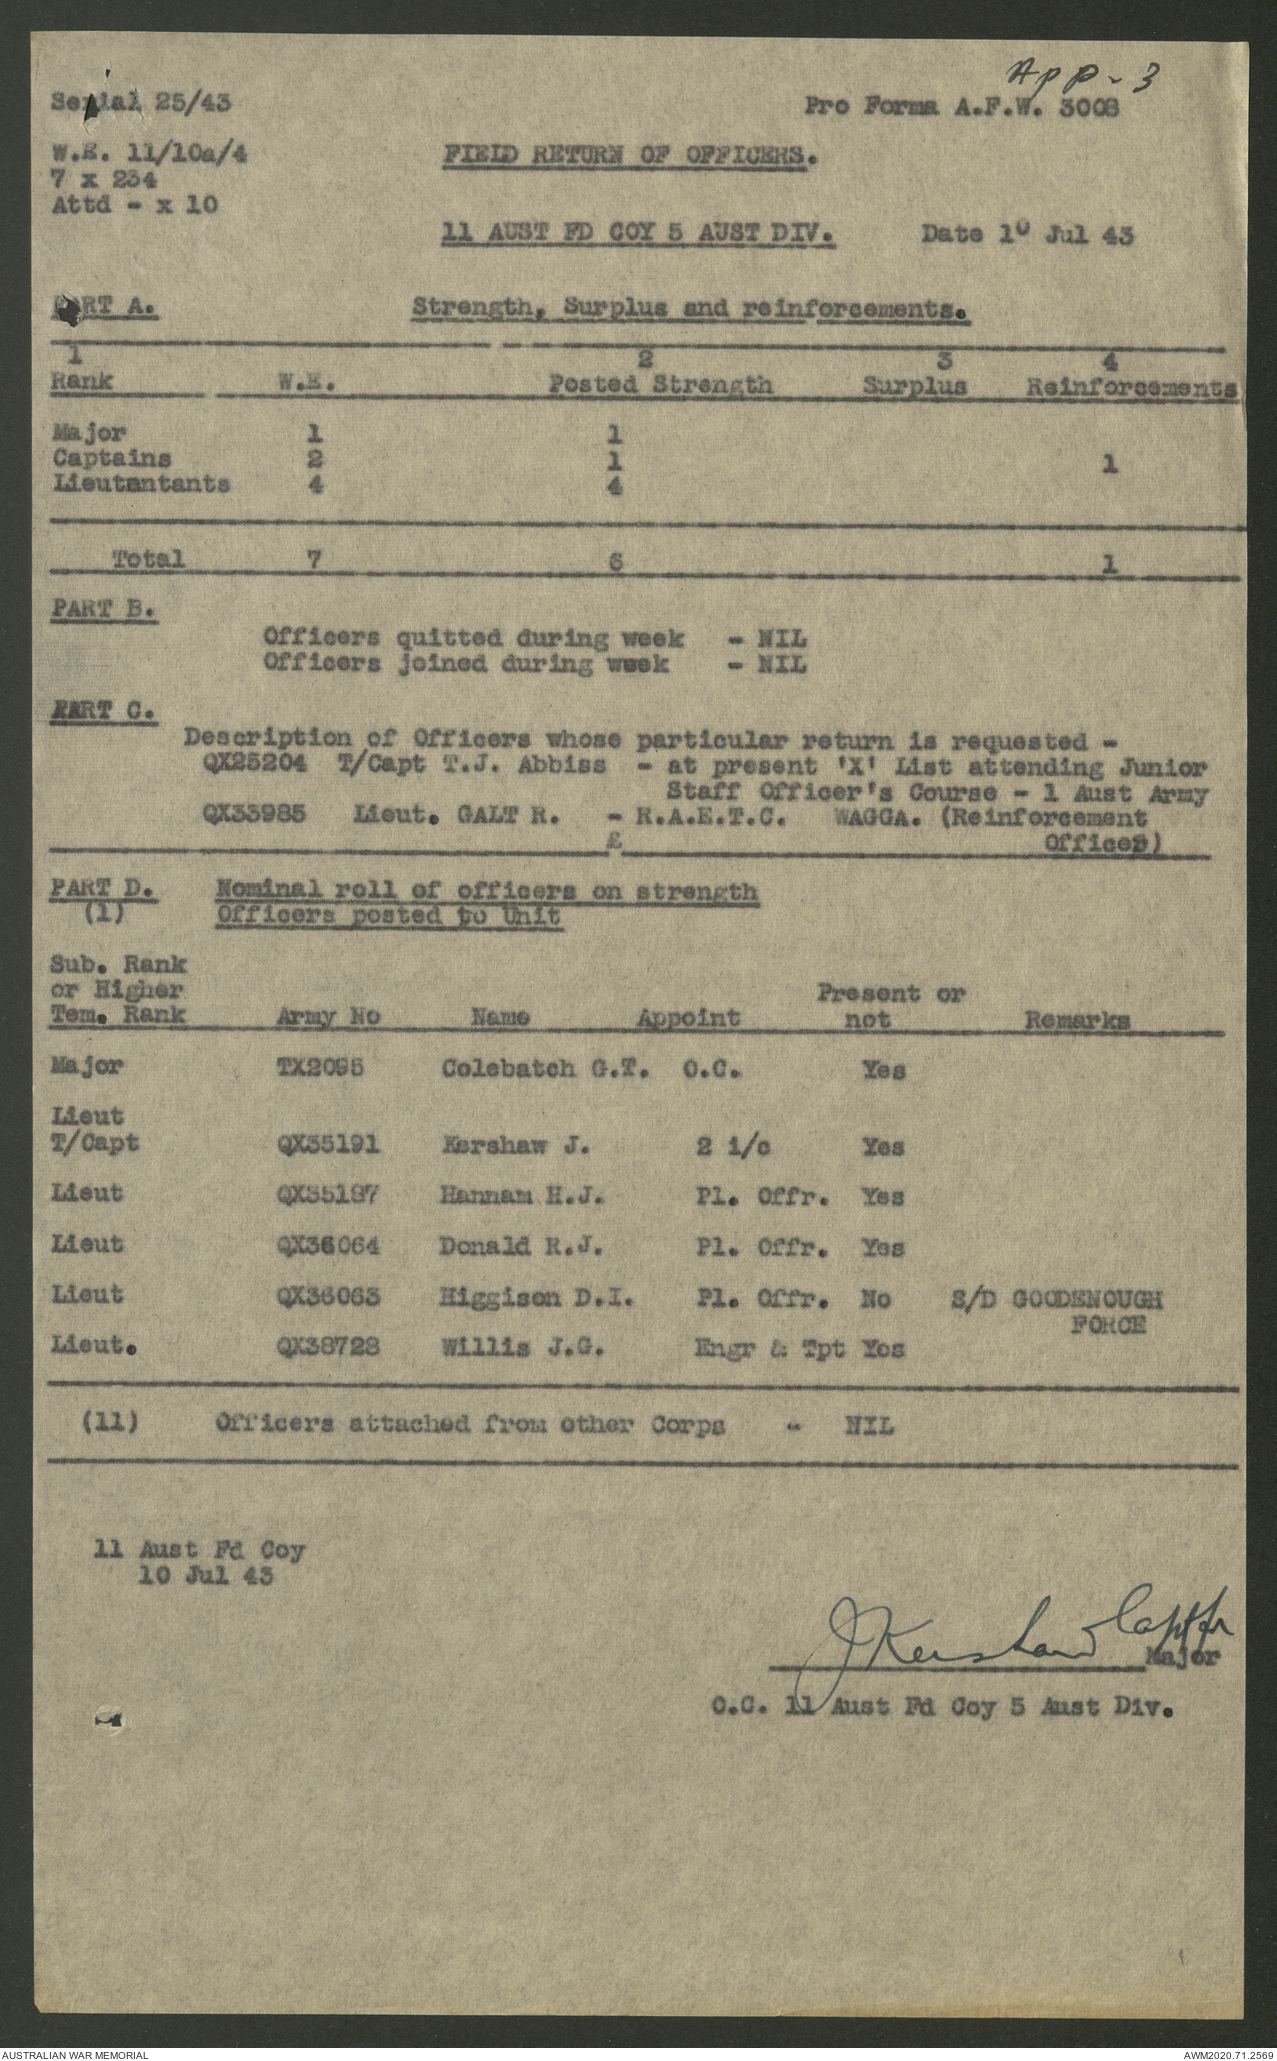 App-3
Serial 25/43
Pro Forma A.F.W. 3008
W.E. 11/10a/4
FIELD RETURN OF OFFICERS.
7 x 234
Attd - x 10
11 AUST FD COY 5 AUST DIV. Date 10 Jul 43
PART A. Strength, Surplus and reinforcements.
1 2 3 4
Rank W.E. Posted Strength Surplus Reinforcements
Major 1 1
Captains 2 1 1
Lieutantants 4 4
Total 7 6 1
PART B.
Officers quitted during week - NIL
Officers joined during week - NIL
PART C.
Description of Officers whose particular return is requested -
QX25204 T/Capt T.J. Abbiss - at present 'X' List attending Junior
Staff Officer's Course - 1 Aust Army
QX33985 Lieut. GALT R. - R.A.E.T.C. WAGGA. (Reinforcement
£ Officer)
PART D. Nominal roll of officers on strength
(1) Officers posted to Unit
Sub. Rank
or Higher Present or
Tem. Rank Army No Name Appoint not Remarks
Major TX2095 Colebatch G.T. O.C. Yes
Lieut
T/Capt QX35191 Kershaw J. 2 i/c Yes
Lieut QX35187 Hannam H.J. Pl. Offr. Yes
Lieut QX36064 Donald R.J. Pl. Offr. Yes
Lieut QX36063 Higgison D.I. Pl. Offr. No S/D GOODENOUGH
FORCE
Lieut. QX38728 Willis J.G. Engr & Tpt Yes
(11) Officers attached from other Corps - NIL
11 Aust Fd Coy
10 Jul 43
J Kershaw Capt fr
Major
O.C. 11 Aust Fd Coy 5 Aust Div.
AUSTRALIAN WAR MEMORIAL AWM2020.71.2569